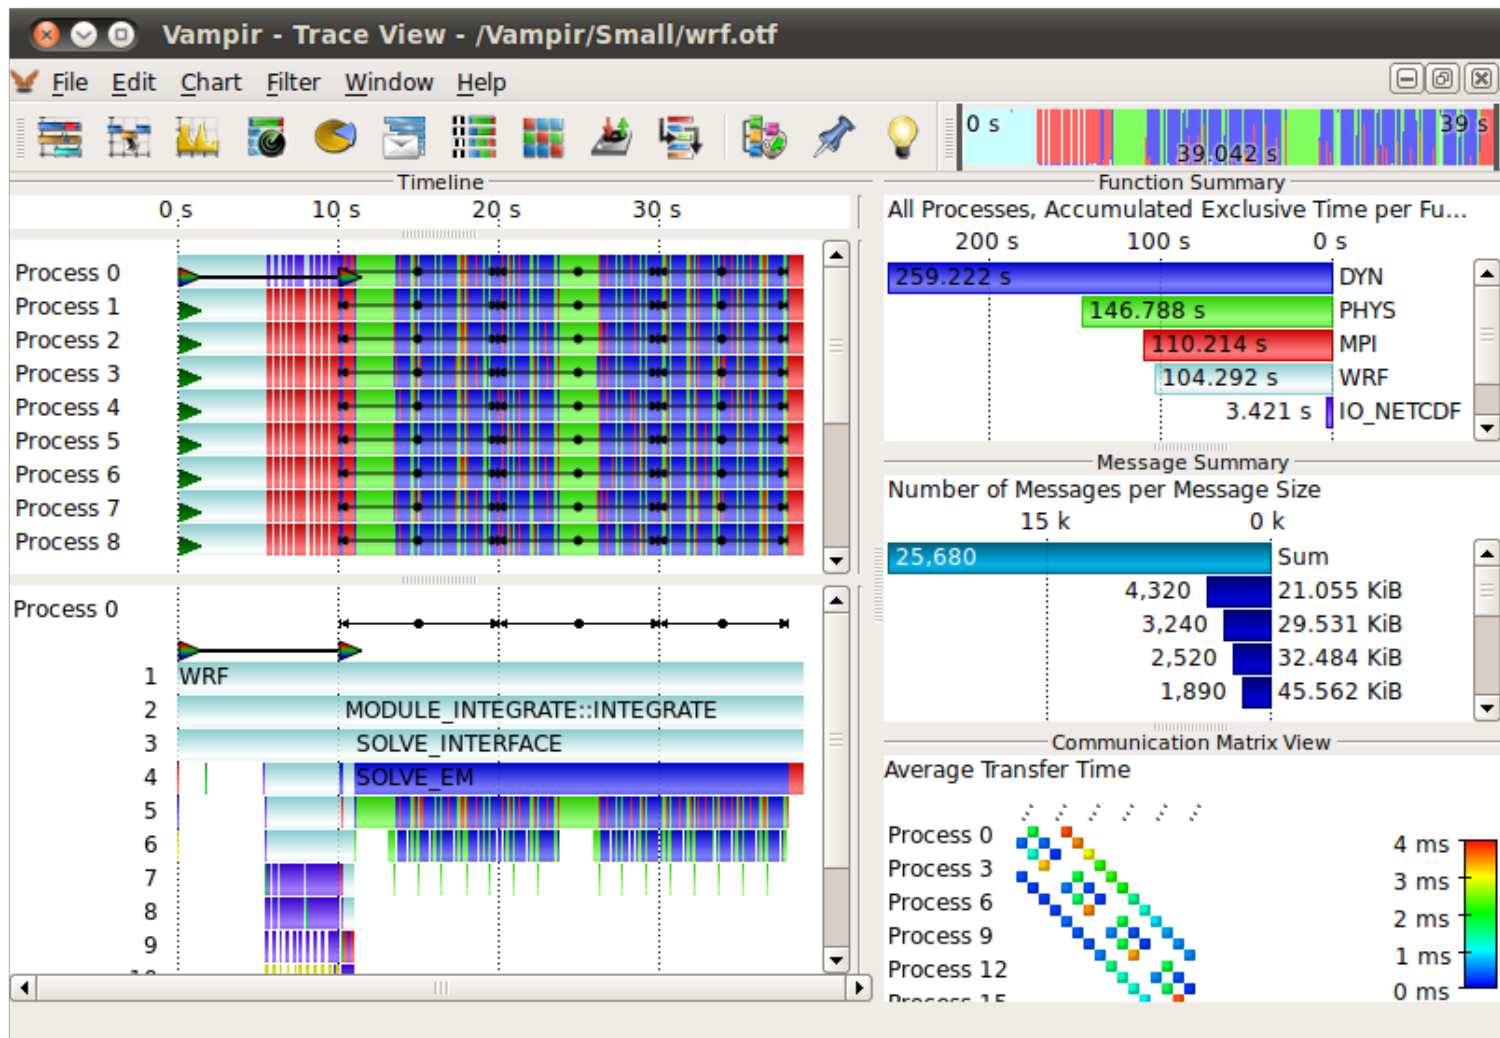 Vampir - Trace View - /Vampir/Small/wrf.otf
File Edit Chart Filter Window Help
0 s 39 s
39.042 s
Timeline
0 s 10 s 20 s 30 s
Process 0
Process 1
Process 2
Process 3
Process 4
Process 5
Process 6
Process 7
Process 8
Process 0
1 WRF
2 MODULE_INTEGRATE::INTEGRATE
3 SOLVE_INTERFACE
4 SOLVE_EM
5
6
7
8
9
10
Function Summary
All Processes, Accumulated Exclusive Time per Fu...
200 s 100 s 0 s
259.222 s DYN
146.788 s PHYS
110.214 s MPI
104.292 s WRF
3.421 s IO_NETCDF
Message Summary
Number of Messages per Message Size
15 k 0 k
25,680 Sum
4,320 21.055 KiB
3,240 29.531 KiB
2,520 32.484 KiB
1,890 45.562 KiB
Communication Matrix View
Average Transfer Time
Process 0
Process 3
Process 6
Process 9
Process 12
Process 15
4 ms
3 ms
2 ms
1 ms
0 ms